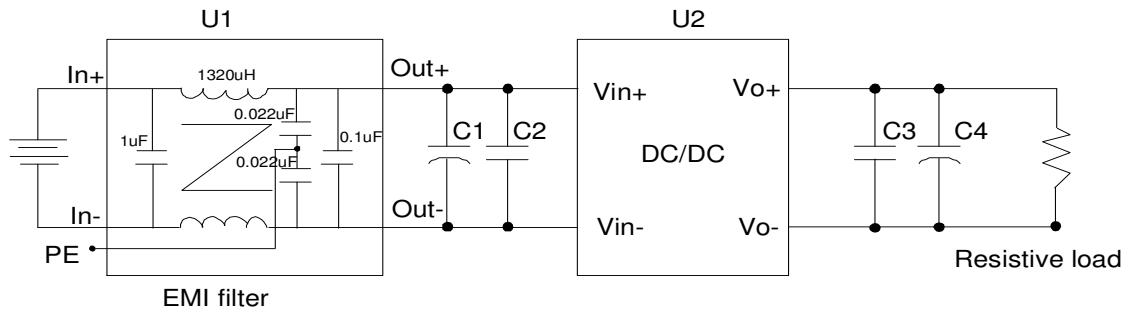 U1
U2
In+
1320uH
Out+
Vin+
Vo+
0.022uF
C1
C2
C3
C4
1uF
0.1uF
0.022uF
DC/DC
In-
Out-
Vin-
Vo-
PE
Resistive load
EMI filter